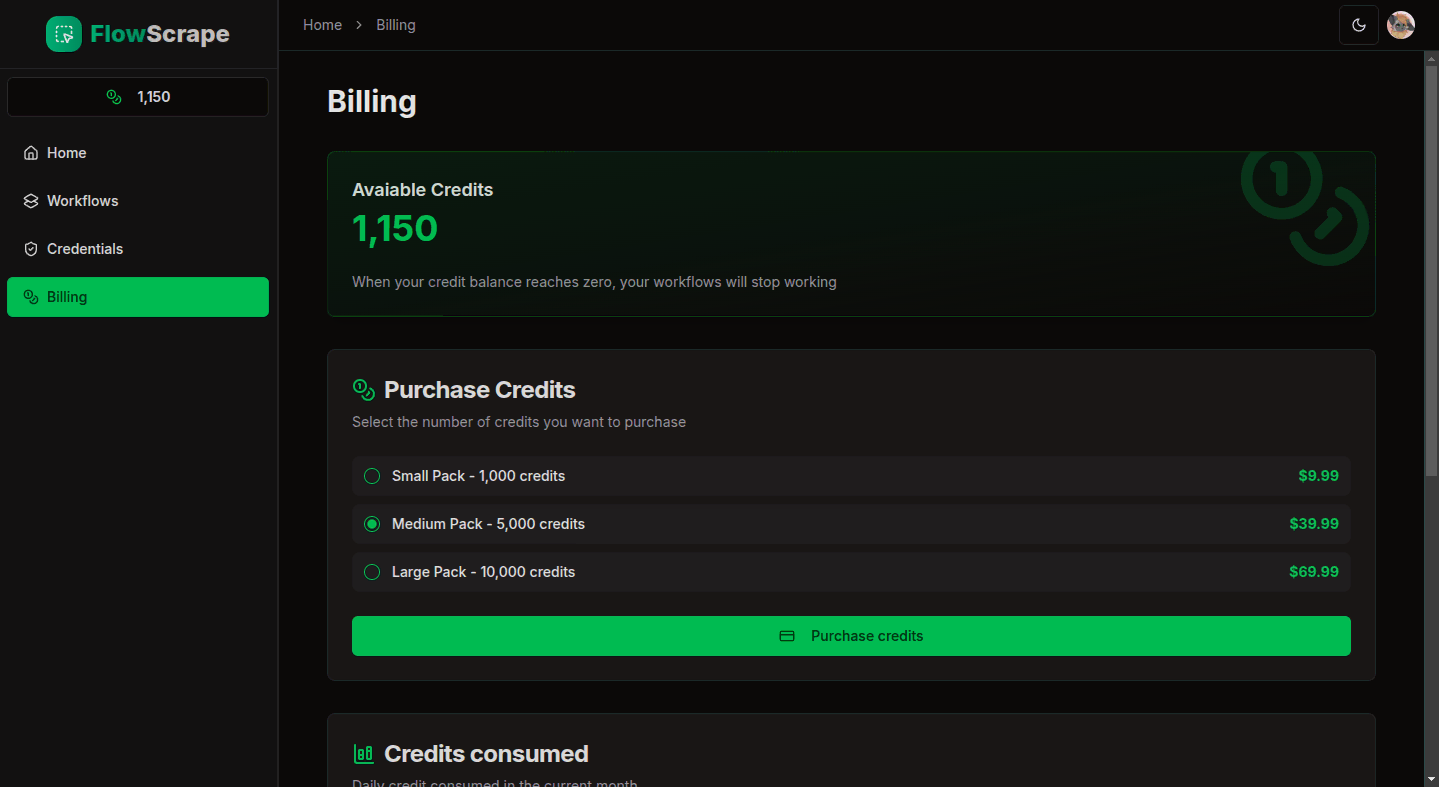 FlowScrape
1,150
Home
Workflows
Credentials
Billing
Home > Billing
Billing
Avaiable Credits
1,150
When your credit balance reaches zero, your workflows will stop working
Purchase Credits
Select the number of credits you want to purchase
Small Pack - 1,000 credits $9.99
Medium Pack - 5,000 credits $39.99
Large Pack - 10,000 credits $69.99
Purchase credits
Credits consumed
Daily credit consumed in the current month